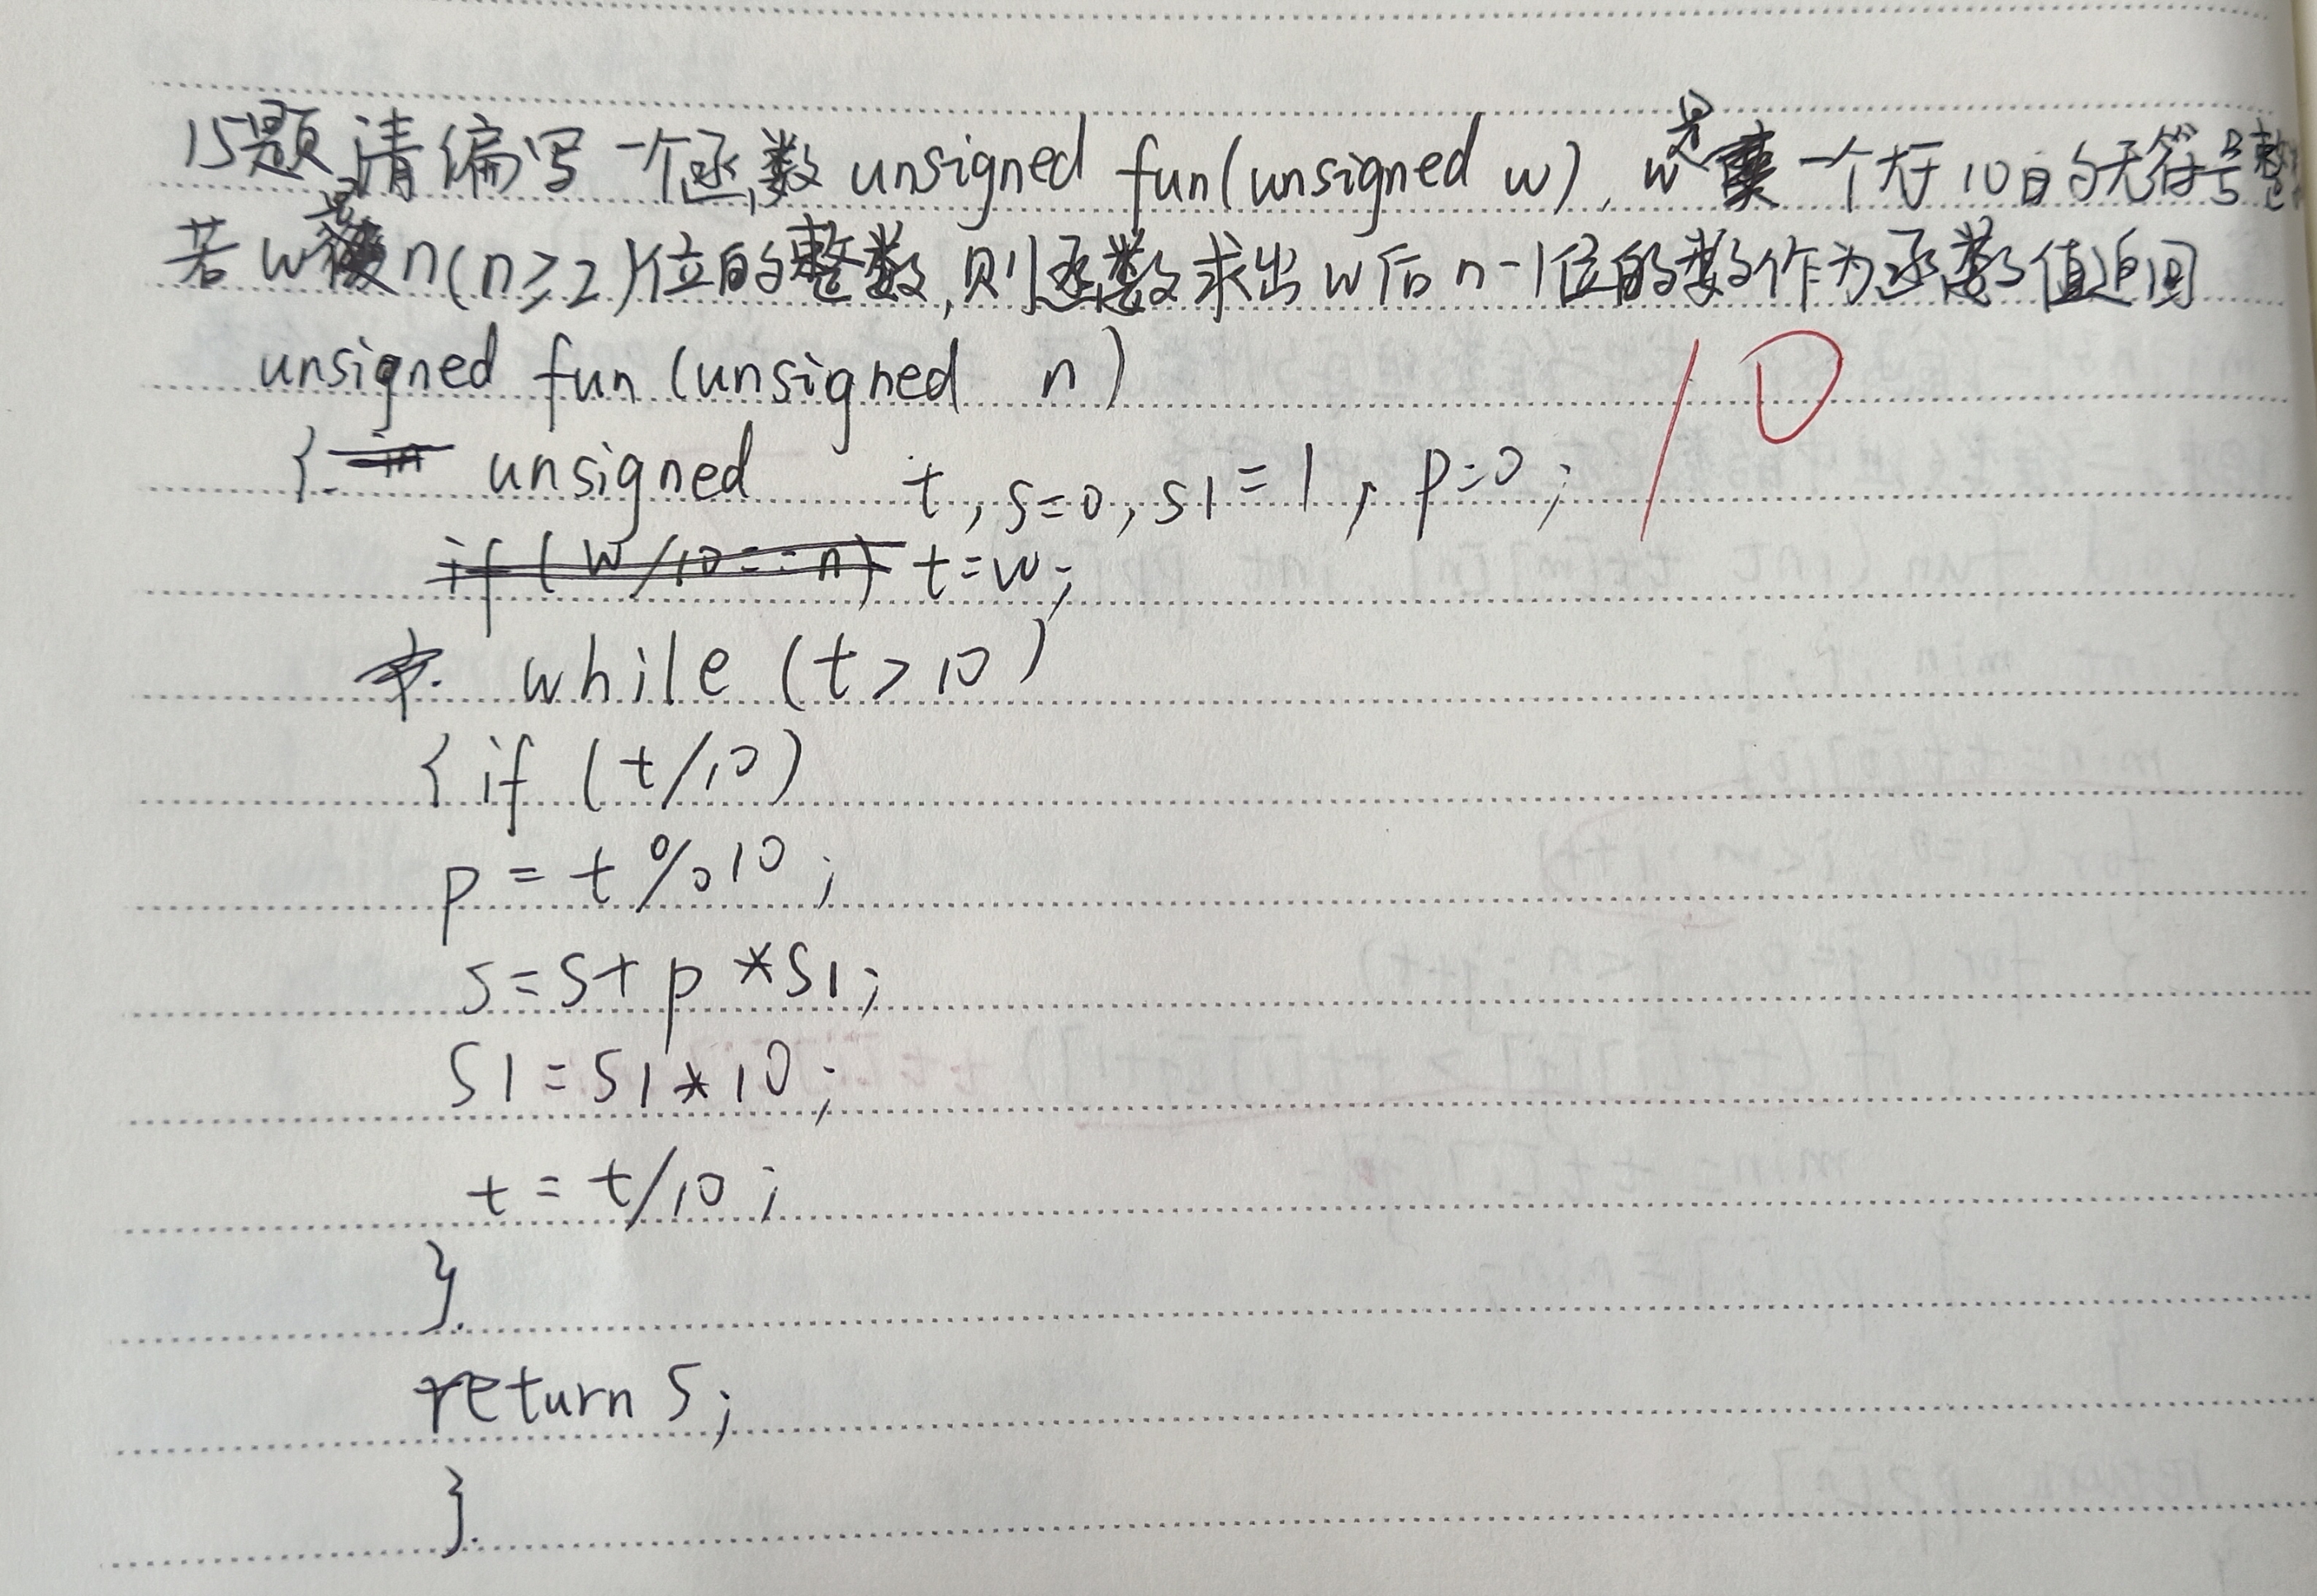 15题 请编写一个函数 unsigned fun(unsigned w), w是一个大于10的无符号整
若w是n(n≥2)位的整数,则函数求出w后n-1位的数作为函数值返回
unsigned fun (unsigned n)
10
{ unsigned t, s=0, s1=1, p=0;
t=w;
while (t>10)
{ if (t/10)
p = t%10;
s=s+p*s1;
s1=s1*10;
t=t/10;
}.
return s;
}.